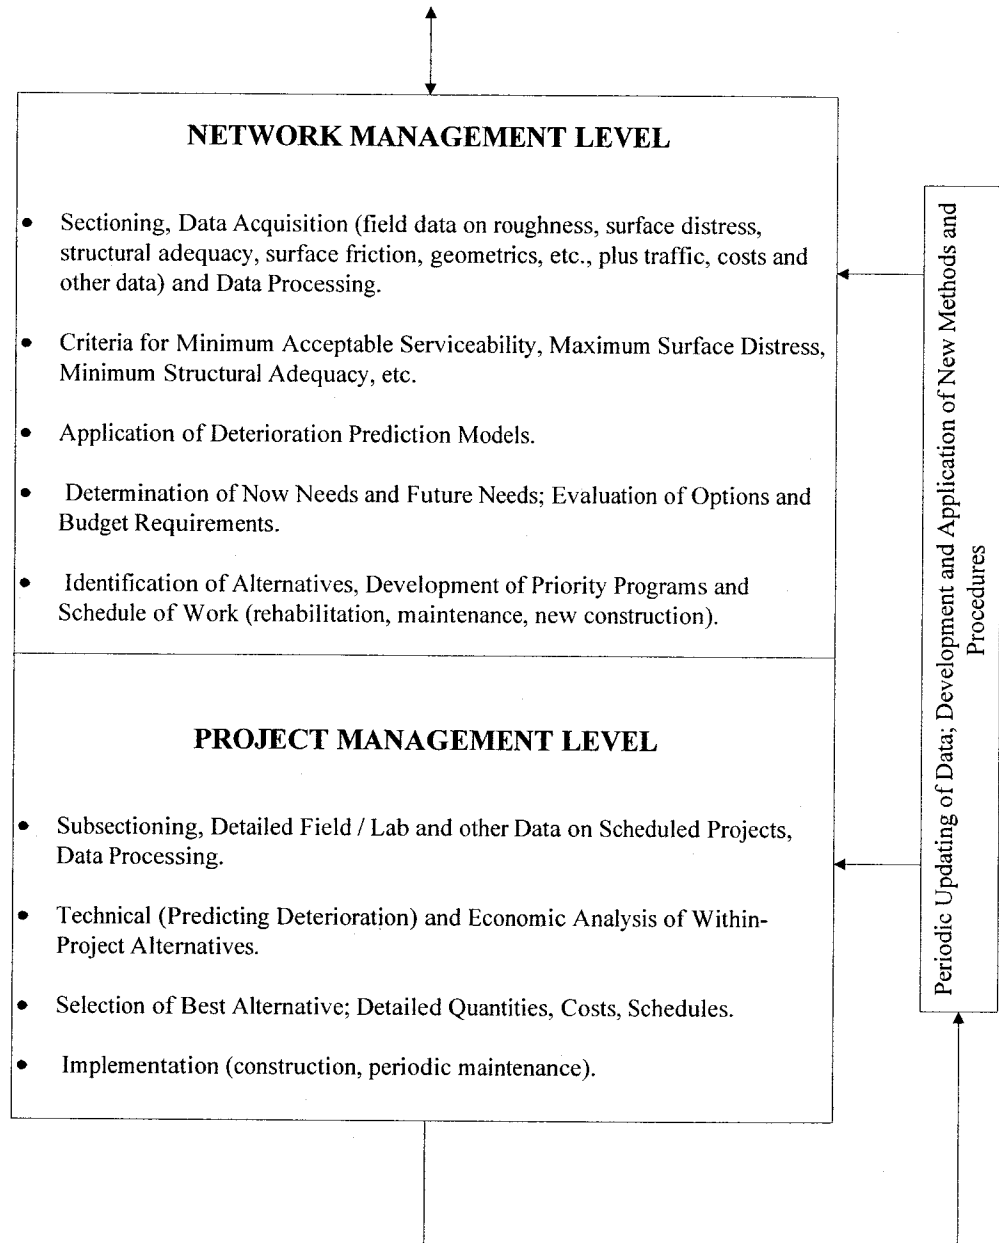 NETWORK MANAGEMENT LEVEL
• Sectioning, Data Acquisition (field data on roughness, surface distress,
structural adequacy, surface friction, geometrics, etc., plus traffic, costs and
other data) and Data Processing.
• Criteria for Minimum Acceptable Serviceability, Maximum Surface Distress,
Minimum Structural Adequacy, etc.
• Application of Deterioration Prediction Models.
• Determination of Now Needs and Future Needs; Evaluation of Options and
Budget Requirements.
• Identification of Alternatives, Development of Priority Programs and
Schedule of Work (rehabilitation, maintenance, new construction).
PROJECT MANAGEMENT LEVEL
• Subsectioning, Detailed Field / Lab and other Data on Scheduled Projects,
Data Processing.
• Technical (Predicting Deterioration) and Economic Analysis of Within-
Project Alternatives.
• Selection of Best Alternative; Detailed Quantities, Costs, Schedules.
• Implementation (construction, periodic maintenance).
Periodic Updating of Data; Development and Application of New Methods and
Procedures